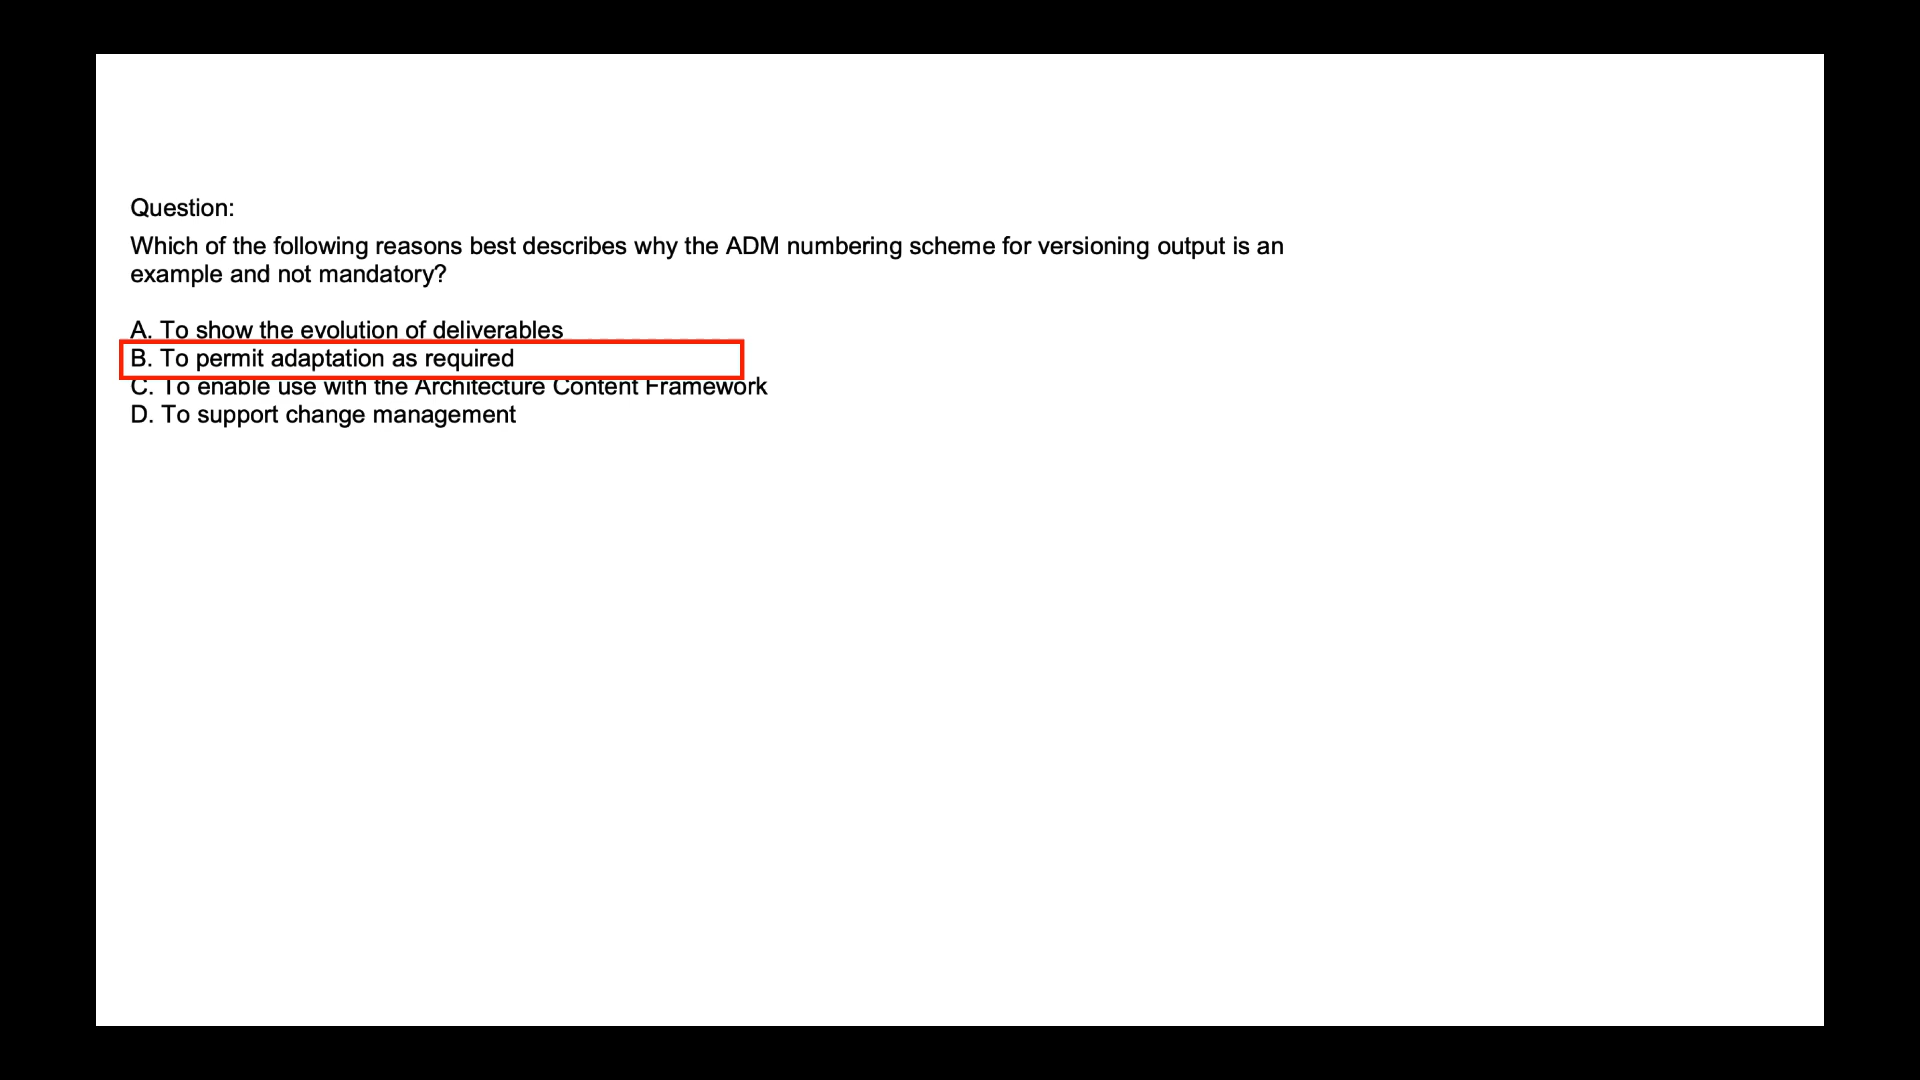 Question:
Which of the following reasons best describes why the ADM numbering scheme for versioning output is an
example and not mandatory?
A. To show the evolution of deliverables
B. To permit adaptation as required
C. To enable use with the Architecture Content Framework
D. To support change management